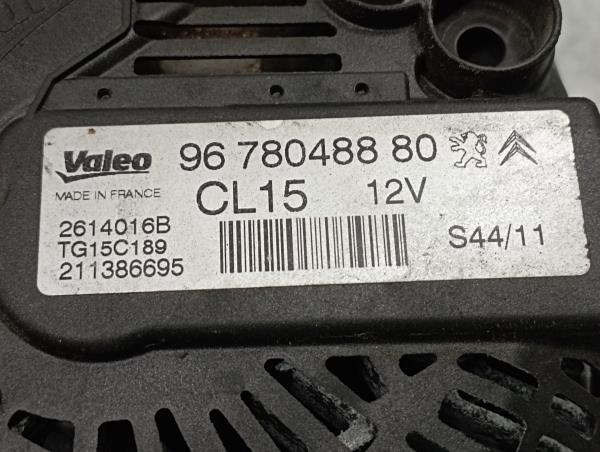 Valeo 96 780488 80
MADE IN FRANCE CL15 12V
2614016B
TG15C189
211386695
S44/11